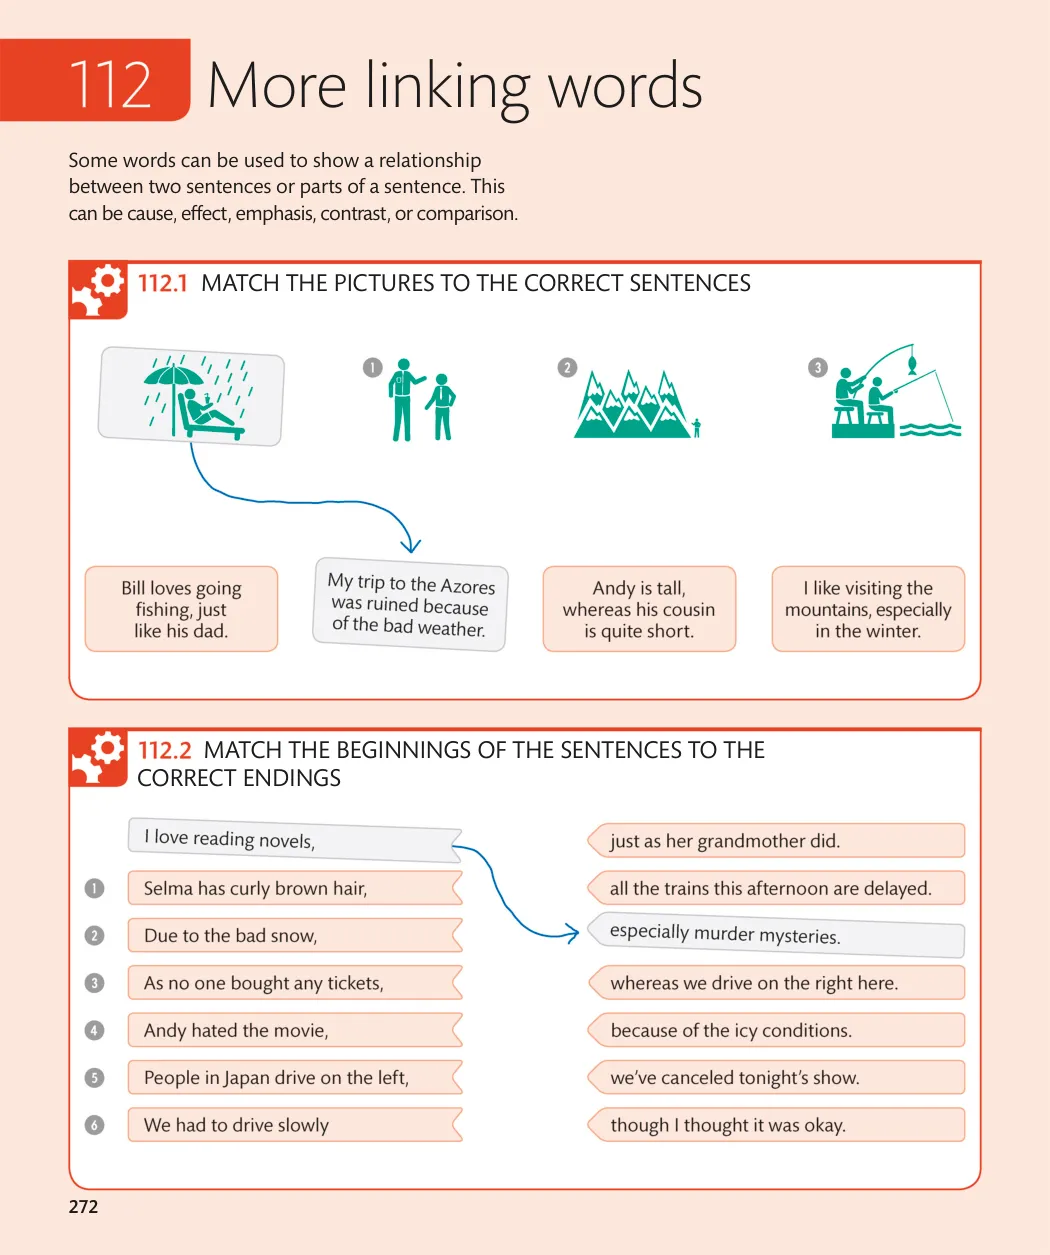 112 More linking words
Some words can be used to show a relationship
between two sentences or parts of a sentence. This
can be cause, effect, emphasis, contrast, or comparison.
112.1 MATCH THE PICTURES TO THE CORRECT SENTENCES
1
2
3
Bill loves going
fishing, just
like his dad.
My trip to the Azores
was ruined because
of the bad weather.
Andy is tall,
whereas his cousin
is quite short.
I like visiting the
mountains, especially
in the winter.
112.2 MATCH THE BEGINNINGS OF THE SENTENCES TO THE
CORRECT ENDINGS
I love reading novels,
just as her grandmother did.
1 Selma has curly brown hair,
all the trains this afternoon are delayed.
2 Due to the bad snow,
especially murder mysteries.
3 As no one bought any tickets,
whereas we drive on the right here.
4 Andy hated the movie,
because of the icy conditions.
5 People in Japan drive on the left,
we've canceled tonight's show.
6 We had to drive slowly
though I thought it was okay.
272